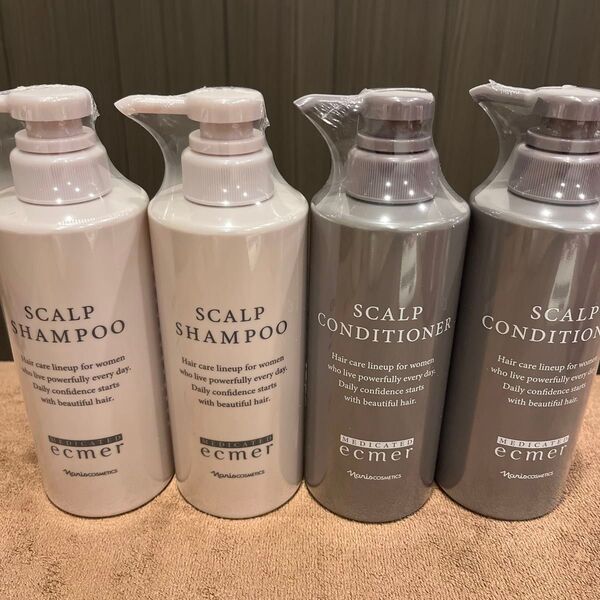 SCALP
SHAMPOO
Hair care lineup for women
who live powerfully every day.
Daily confidence starts
with beautiful hair.
MEDICATED
ecmer
Naris COSMETICS
SCALP
SHAMPOO
Hair care lineup for women
who live powerfully every day.
Daily confidence starts
with beautiful hair.
MEDICATED
ecmer
Naris COSMETICS
SCALP
CONDITIONER
Hair care lineup for women
who live powerfully every day.
Daily confidence starts
with beautiful hair.
MEDICATED
ecmer
Naris COSMETICS
SCALP
CONDITION
Hair care lineup for women
who live powerfully every day.
Daily confidence starts
with beautiful hair.
MEDICATED
ecmer
Naris COSMETICS